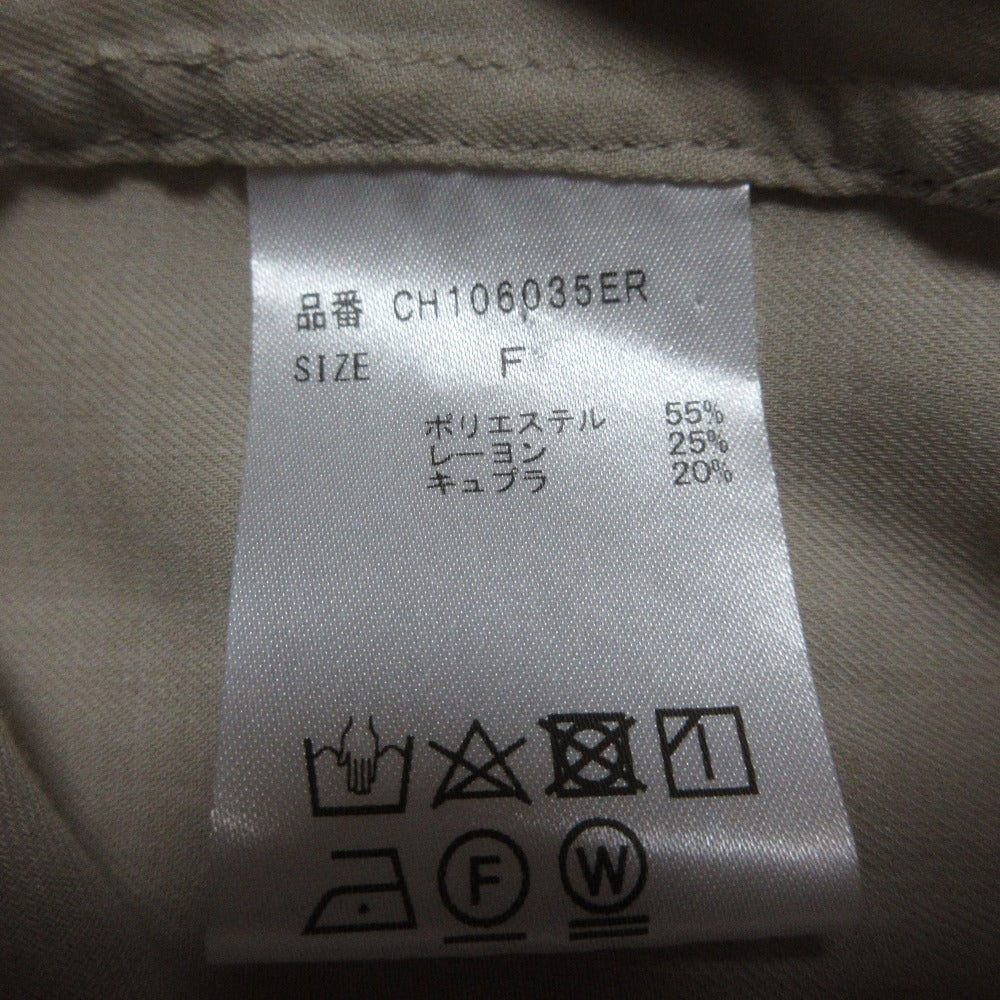 品番 CH106035ER
SIZE F
ポリエステル 55%
レーヨン 25%
キュプラ 20%
F W